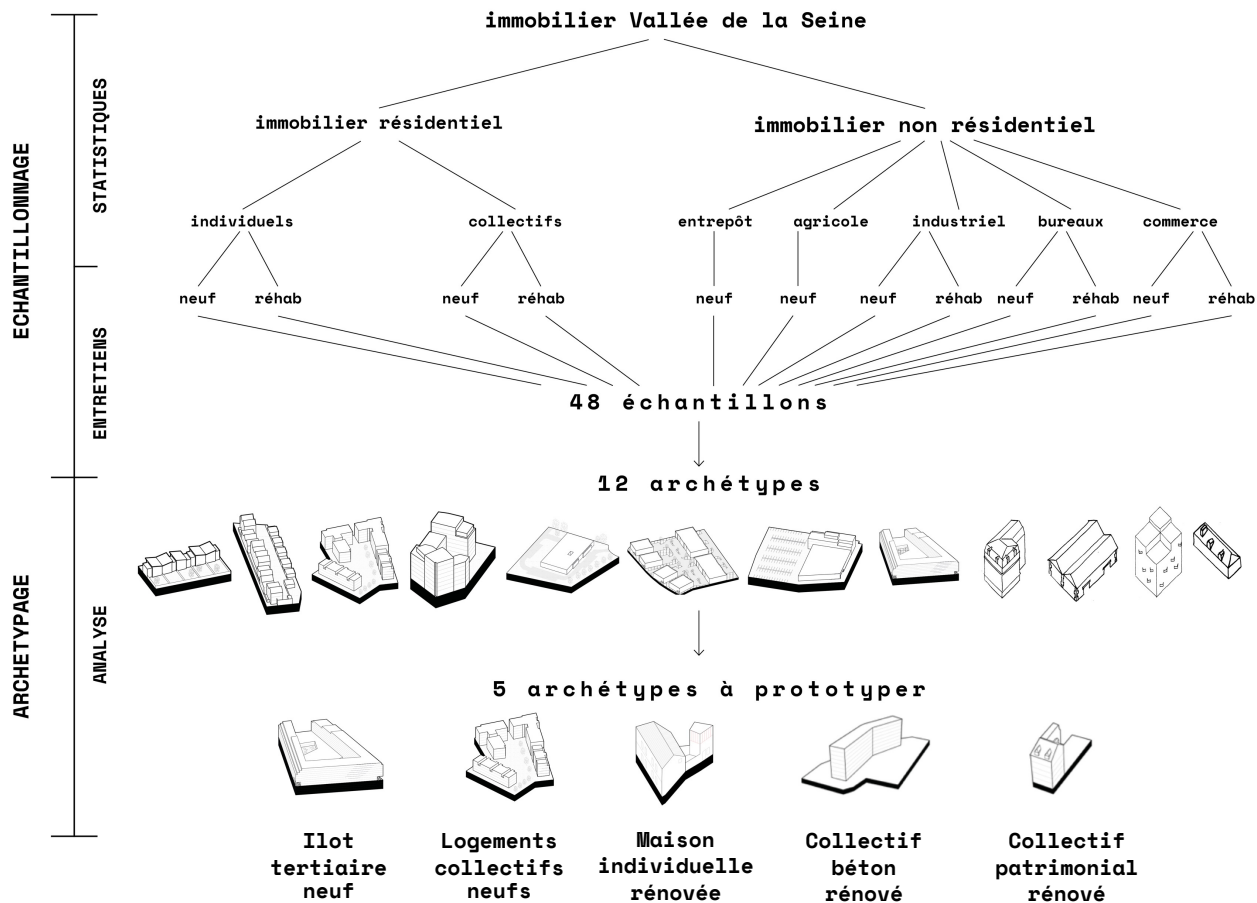 immobilier Vallée de la Seine
immobilier résidentiel
immobilier non résidentiel
individuels
collectifs
entrepôt
agricole
industriel
bureaux
commerce
neuf
réhab
neuf
réhab
neuf
neuf
neuf
réhab
neuf
réhab
neuf
réhab
48 échantillons
12 archétypes
5 archétypes à prototyper
Ilot
tertiaire
neuf
Logements
collectifs
neufs
Maison
individuelle
rénovée
Collectif
béton
rénové
Collectif
patrimonial
rénové
ECHANTILLONNAGE
STATISTIQUES
ENTRETIENS
ARCHETYPAGE
ANALYSE